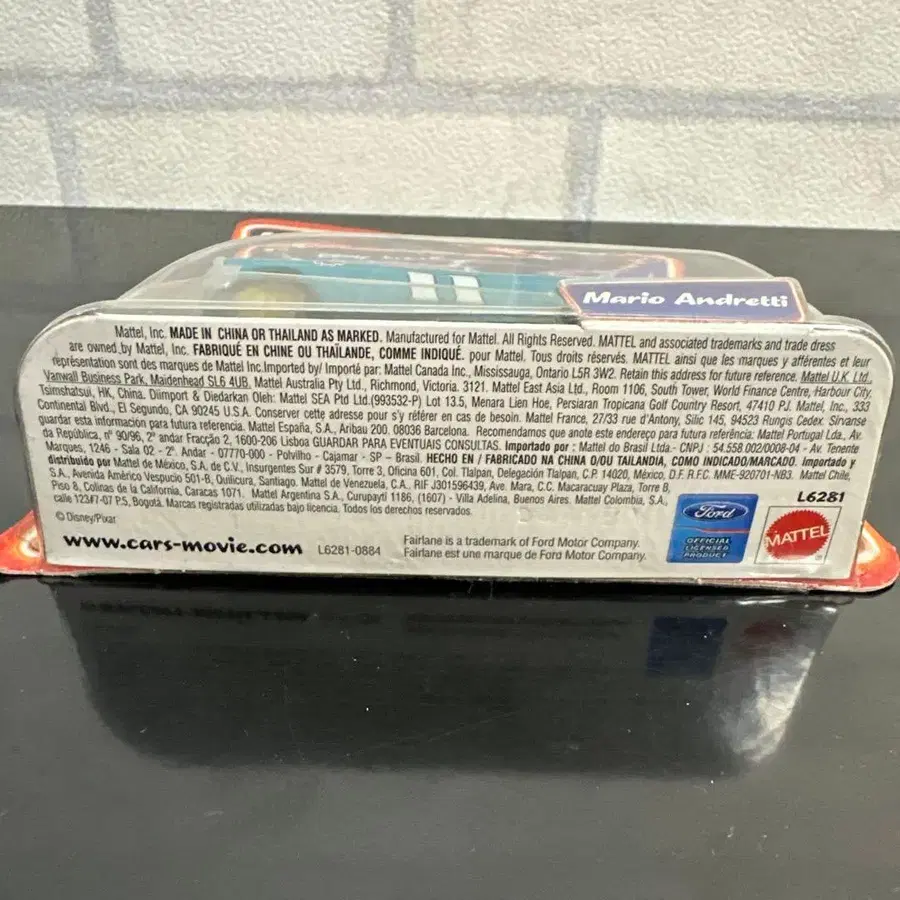 Mario Andretti
Mattel, Inc. MADE IN CHINA OR THAILAND AS MARKED. Manufactured for Mattel. All Rights Reserved. MATTEL and associated trademarks and trade dress
are owned by Mattel, Inc. FABRIQUÉ EN CHINE OU THAÏLANDE, COMME INDIQUÉ. pour Mattel. Tous droits réservés. MATTEL ainsi que les marques y afférentes et leur
représentation sont des marques de Mattel Inc.Imported by/ Importé par: Mattel Canada Inc., Mississauga, Ontario L5R 3W2. Retain this address for future reference. Mattel U.K. Ltd.,
Vanwall Business Park, Maidenhead SL6 4UB. Mattel Australia Pty Ltd., Richmond, Victoria. 3121. Mattel East Asia Ltd., Room 1106, South Tower, World Finance Centre, Harbour City,
Tsimshatsui, HK, China. Diimport & Diedarkan Oleh: Mattel SEA Ptd Ltd.(993532-P) Lot 13.5, Menara Lien Hoe, Persiaran Tropicana Golf Country Resort, 47410 PJ. Mattel, Inc., 333
Continental Blvd., El Segundo, CA 90245 U.S.A. Conserver cette adresse pour s'y référer en cas de besoin. Mattel France, 27/33 rue d'Antony, Silic 145, 94523 Rungis Cedex. Sírvanse
guardar esta información para futura referencia. Mattel España, S.A., Aribau 200. 08036 Barcelona. Recomendamos que anote este endereço para futura referência: Mattel Portugal Lda., Av.
da República, nº 90/96, 2º andar Fracção 2, 1600-206 Lisboa GUARDAR PARA EVENTUAIS CONSULTAS. Importado por : Mattel do Brasil Ltda.- CNPJ : 54.558.002/0008-04 - Av. Tenente
Marques, 1246 - Sala 02 - 2º. Andar - 07770-000 - Polvilho - Cajamar - SP – Brasil. HECHO EN / FABRICADO NA CHINA O/OU TAILANDIA, COMO INDICADO/MARCADO. Importado y
distribuido por Mattel de México, S.A. de C.V., Insurgentes Sur # 3579, Torre 3, Oficina 601, Col. Tlalpan, Delegación Tlalpan, C.P. 14020, México, D.F. R.F.C. MME-920701-NB3. Mattel Chile,
S.A., Avenida Américo Vespucio 501-B, Quilicura, Santiago. Mattel de Venezuela, C.A., RIF J301596439, Ave. Mara, C.C. Macaracuay Plaza, Torre B,
Piso 8, Colinas de la California, Caracas 1071. Mattel Argentina S.A., Curupaytí 1186, (1607) - Villa Adelina, Buenos Aires. Mattel Colombia, S.A.,
calle 123#7-07 P.5, Bogotá. Marcas registradas utilizadas bajo licencia. Todos los derechos reservados.
L6281
© Disney/Pixar
www.cars-movie.com L6281-0884
Fairlane is a trademark of Ford Motor Company.
Fairlane est une marque de Ford Motor Company.
Ford
OFFICIAL
LICENSED
PRODUCT
MATTEL